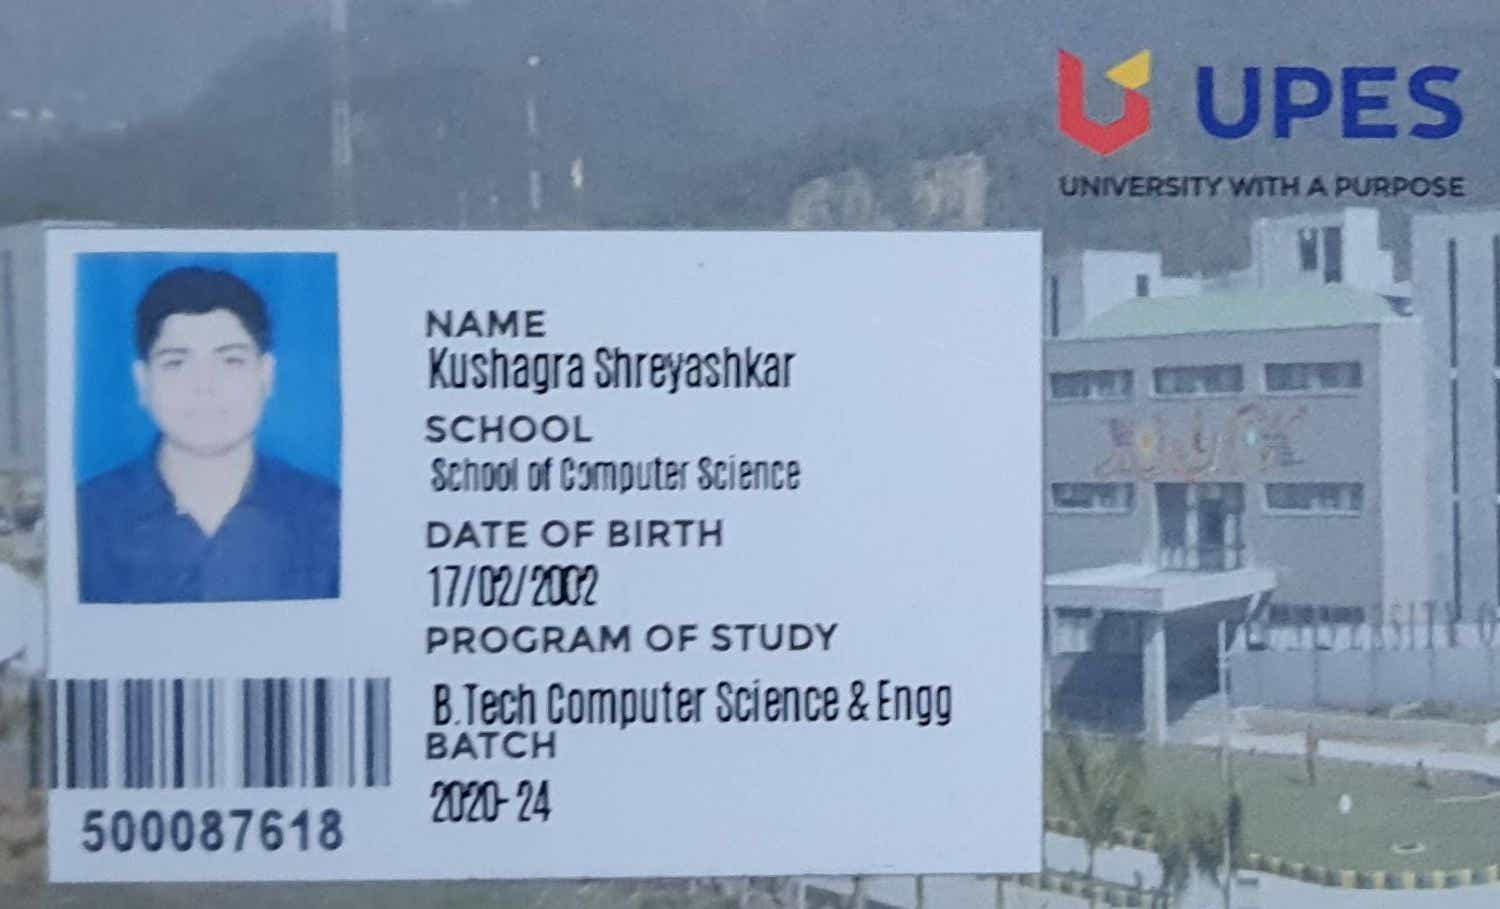 UPES
UNIVERSITY WITH A PURPOSE
NAME
Kushagra Shreyashkar
SCHOOL
School of Computer Science
DATE OF BIRTH
17/02/2002
PROGRAM OF STUDY
B.Tech Computer Science & Engg
BATCH
2020-24
500087618